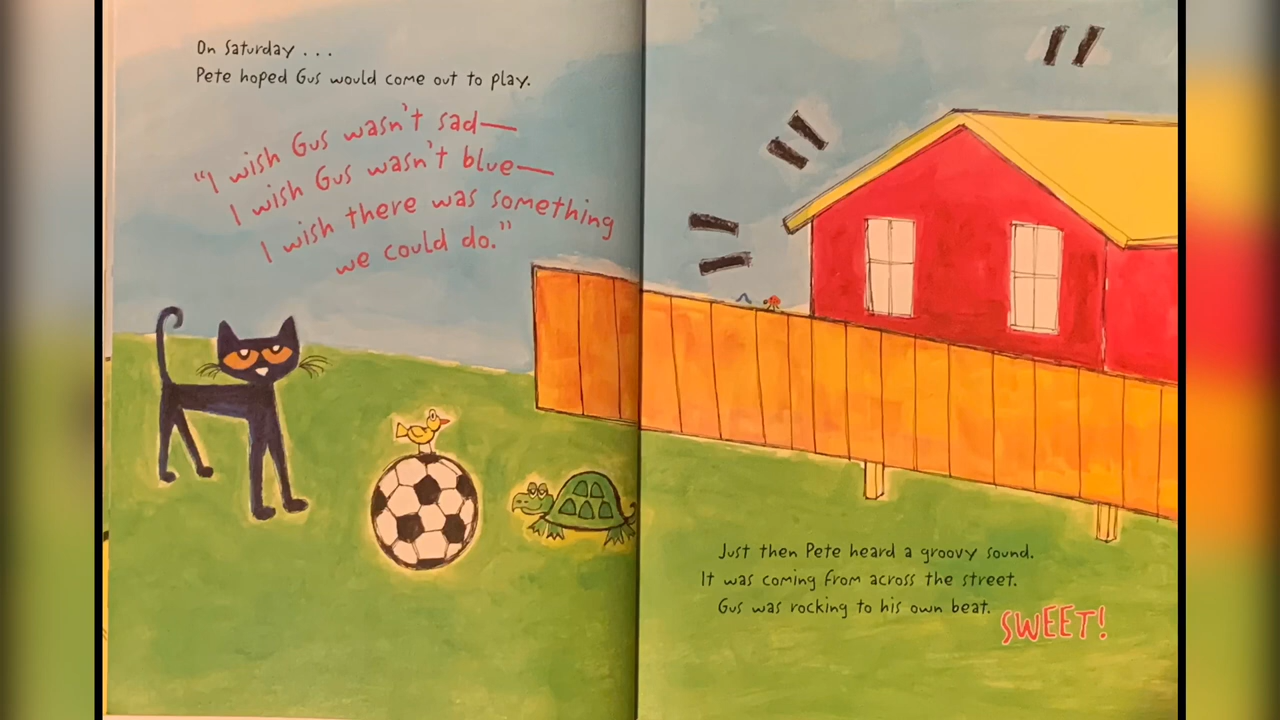 On Saturday . . .
Pete hoped Gus would come out to play.
"I wish Gus wasn't sad—
I wish Gus wasn't blue—
I wish there was something
we could do."
Just then Pete heard a groovy sound.
It was coming from across the street.
Gus was rocking to his own beat.
SWEET!